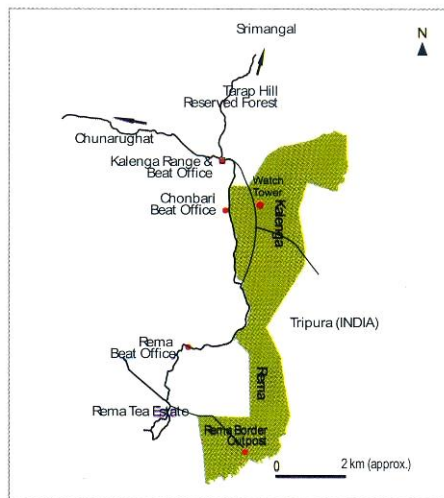 Srimangal
N
Tarap Hill
Reserved Forest
Chunarughat
Kalenga Range &
Beat Office
Watch
Tower
Kalenga
Chonbari
Beat Office
Tripura (INDIA)
Rema
Beat Office
Rema
Rema Tea Estate
Rema Border
Outpost
0
2 km (approx.)